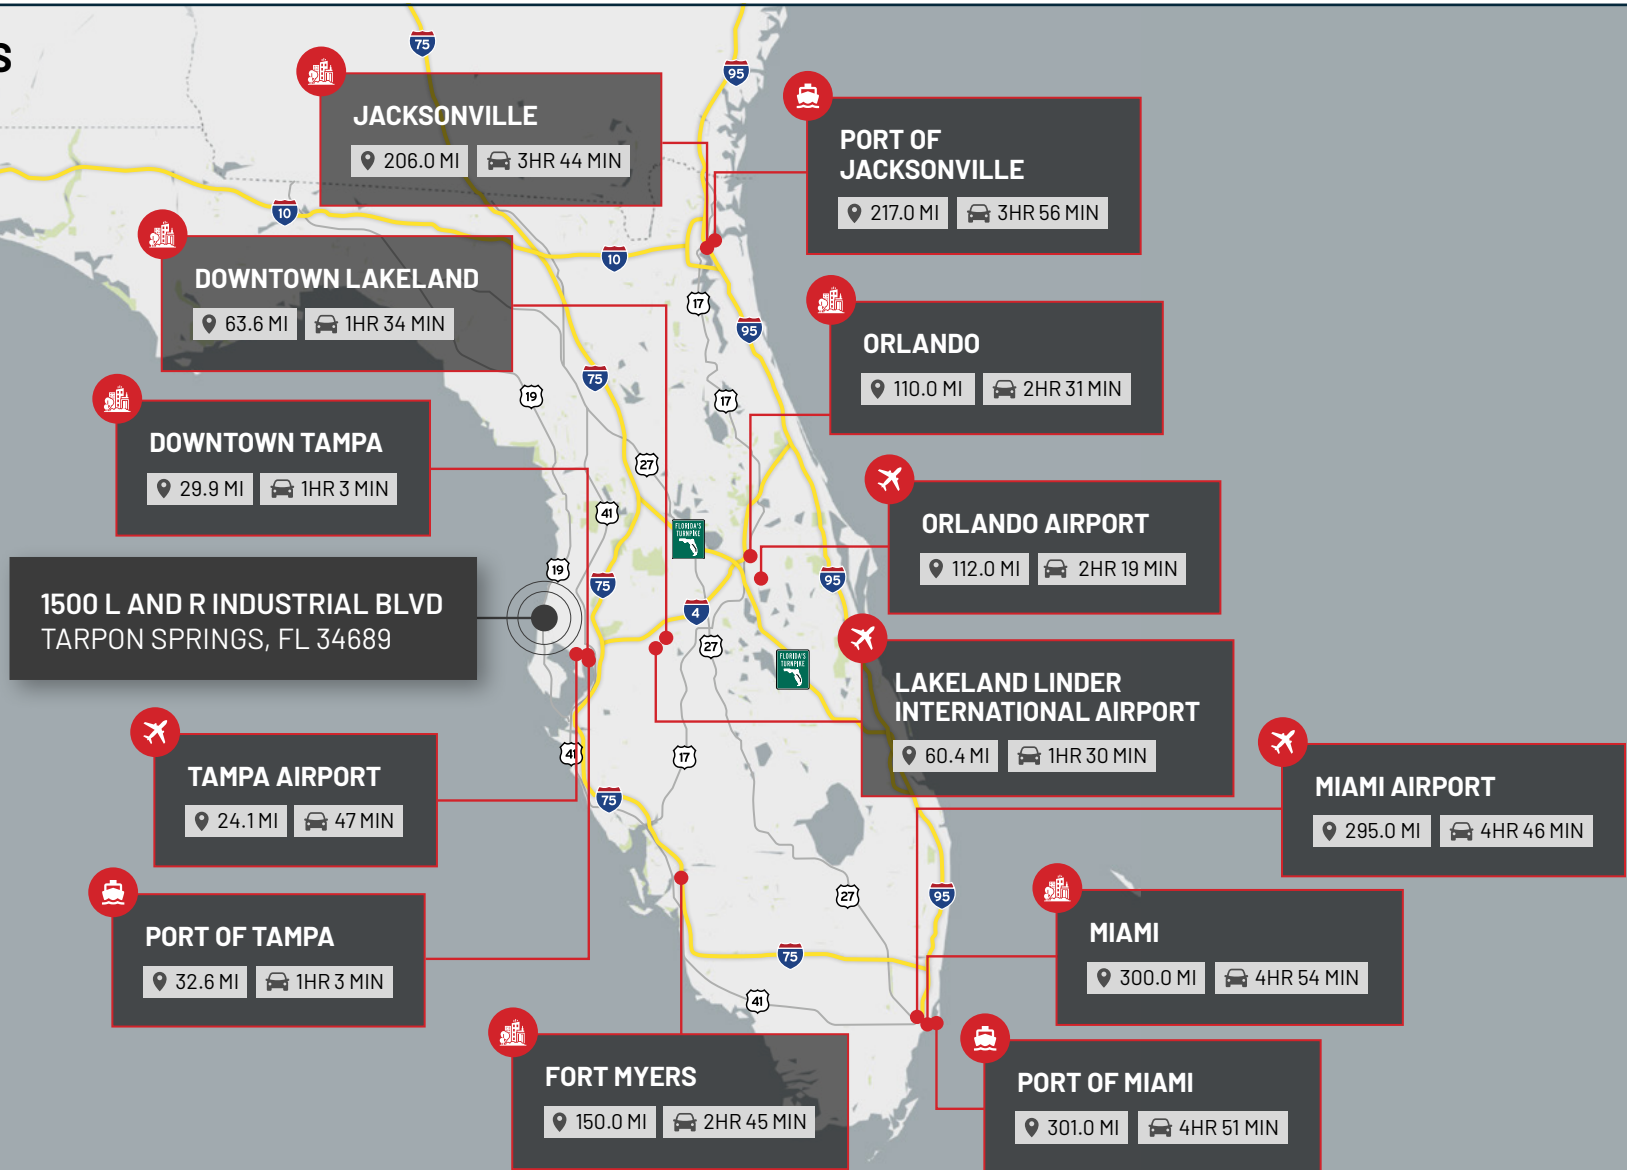 S
75
95
JACKSONVILLE
206.0 MI
3HR 44 MIN
PORT OF
JACKSONVILLE
217.0 MI
3HR 56 MIN
10
10
DOWNTOWN LAKELAND
63.6 MI
1HR 34 MIN
17
95
ORLANDO
110.0 MI
2HR 31 MIN
75
19
17
DOWNTOWN TAMPA
29.9 MI
1HR 3 MIN
27
41
FLORIDA'S
TURNPIKE
ORLANDO AIRPORT
112.0 MI
2HR 19 MIN
19
75
95
1500 L AND R INDUSTRIAL BLVD
TARPON SPRINGS, FL 34689
4
27
FLORIDA'S
TURNPIKE
LAKELAND LINDER
INTERNATIONAL AIRPORT
60.4 MI
1HR 30 MIN
41
17
TAMPA AIRPORT
24.1 MI
47 MIN
75
MIAMI AIRPORT
295.0 MI
4HR 46 MIN
27
95
PORT OF TAMPA
32.6 MI
1HR 3 MIN
75
MIAMI
300.0 MI
4HR 54 MIN
41
FORT MYERS
150.0 MI
2HR 45 MIN
PORT OF MIAMI
301.0 MI
4HR 51 MIN